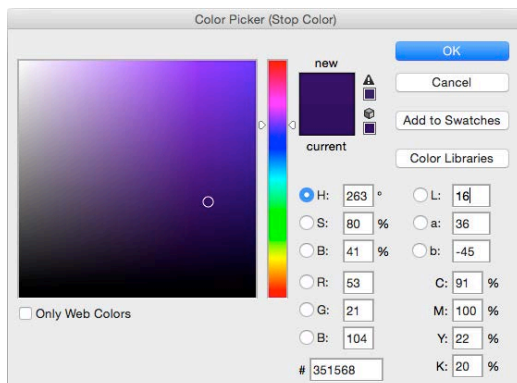 Color Picker (Stop Color)
new
current
OK
Cancel
Add to Swatches
Color Libraries
H: 263 °
S: 80 %
B: 41 %
R: 53
G: 21
B: 104
# 351568
L: 16
a: 36
b: -45
C: 91 %
M: 100 %
Y: 22 %
K: 20 %
Only Web Colors